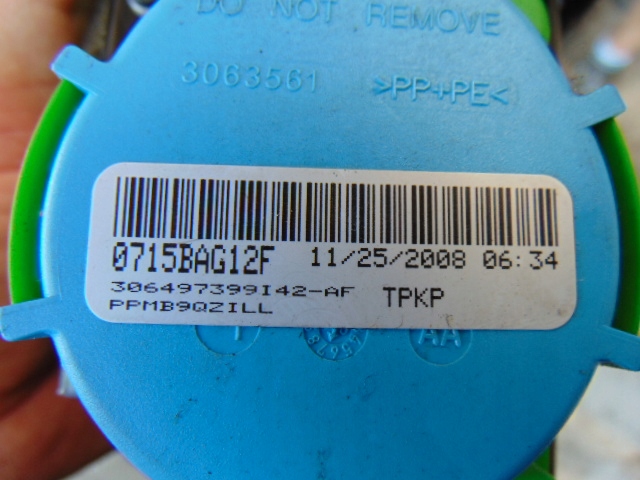 DO NOT REMOVE
3063561 >PP+PE<
0715BAG12F 11/25/2008 06:34
306497399I42-AF TPKP
PPMB9QZILL
AA